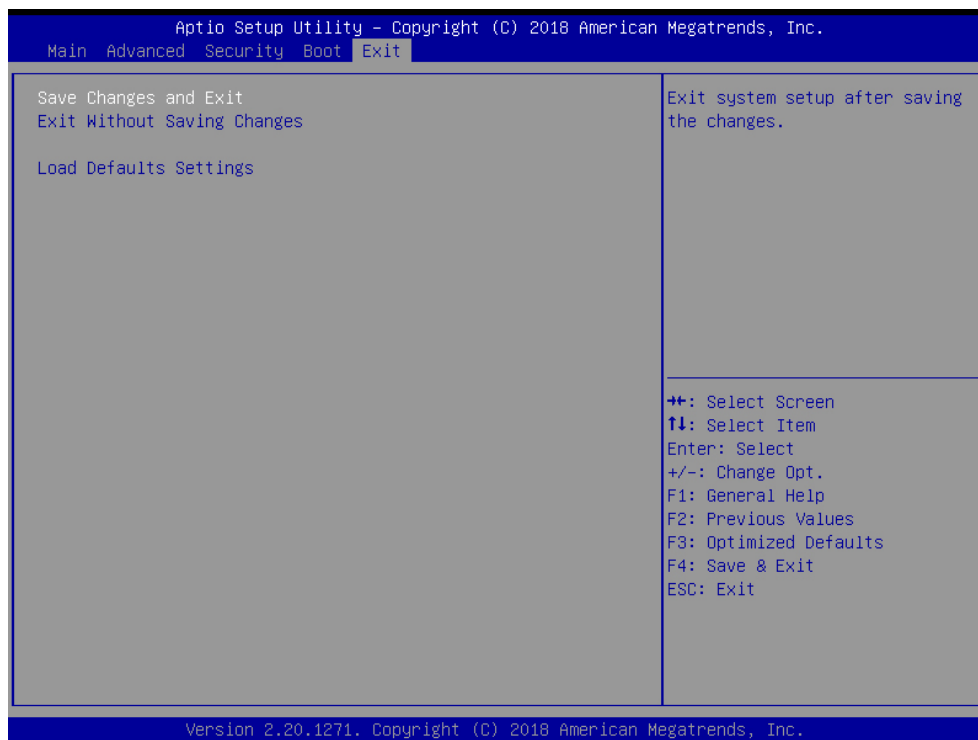 Aptio Setup Utility – Copyright (C) 2018 American Megatrends, Inc.
Main Advanced Security Boot Exit
Save Changes and Exit
Exit Without Saving Changes
Load Defaults Settings
Exit system setup after saving
the changes.
→←: Select Screen
↑↓: Select Item
Enter: Select
+/-: Change Opt.
F1: General Help
F2: Previous Values
F3: Optimized Defaults
F4: Save & Exit
ESC: Exit
Version 2.20.1271. Copyright (C) 2018 American Megatrends, Inc.